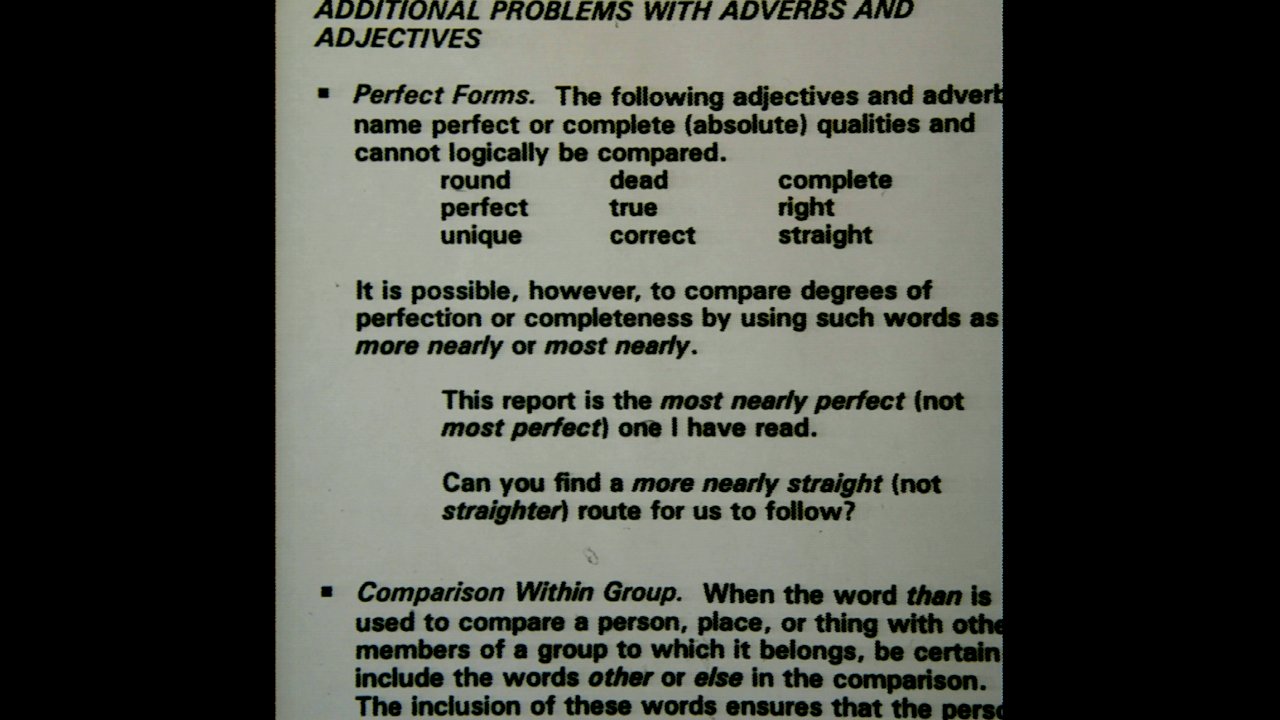 ADDITIONAL PROBLEMS WITH ADVERBS AND
ADJECTIVES
▪ Perfect Forms. The following adjectives and adverb
name perfect or complete (absolute) qualities and
cannot logically be compared.
round dead complete
perfect true right
unique correct straight
It is possible, however, to compare degrees of
perfection or completeness by using such words as
more nearly or most nearly.
This report is the most nearly perfect (not
most perfect) one I have read.
Can you find a more nearly straight (not
straighter) route for us to follow?
▪ Comparison Within Group. When the word than is
used to compare a person, place, or thing with othe
members of a group to which it belongs, be certain
include the words other or else in the comparison.
The inclusion of these words ensures that the perso